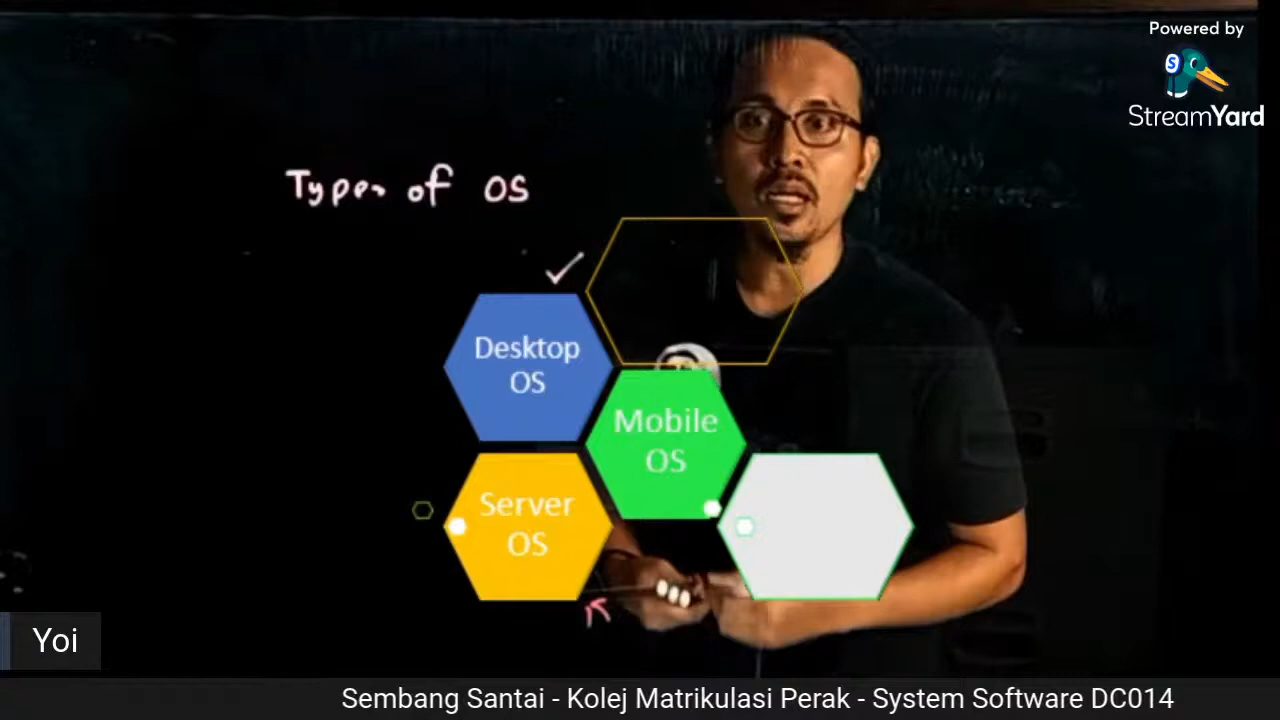 Powered by
StreamYard
Types of OS
Desktop
OS
Mobile
OS
Server
OS
Yoi
Sembang Santai - Kolej Matrikulasi Perak - System Software DC014